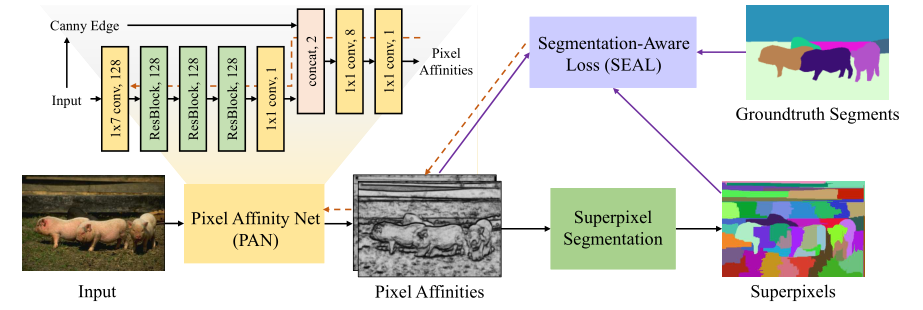 Canny Edge
Input
1x7 conv, 128
ResBlock, 128
ResBlock, 128
ResBlock, 128
1x1 conv, 1
concat, 2
1x1 conv, 8
1x1 conv, 1
Pixel
Affinities
Segmentation-Aware
Loss (SEAL)
Groundtruth Segments
Pixel Affinity Net
(PAN)
Superpixel
Segmentation
Input
Pixel Affinities
Superpixels